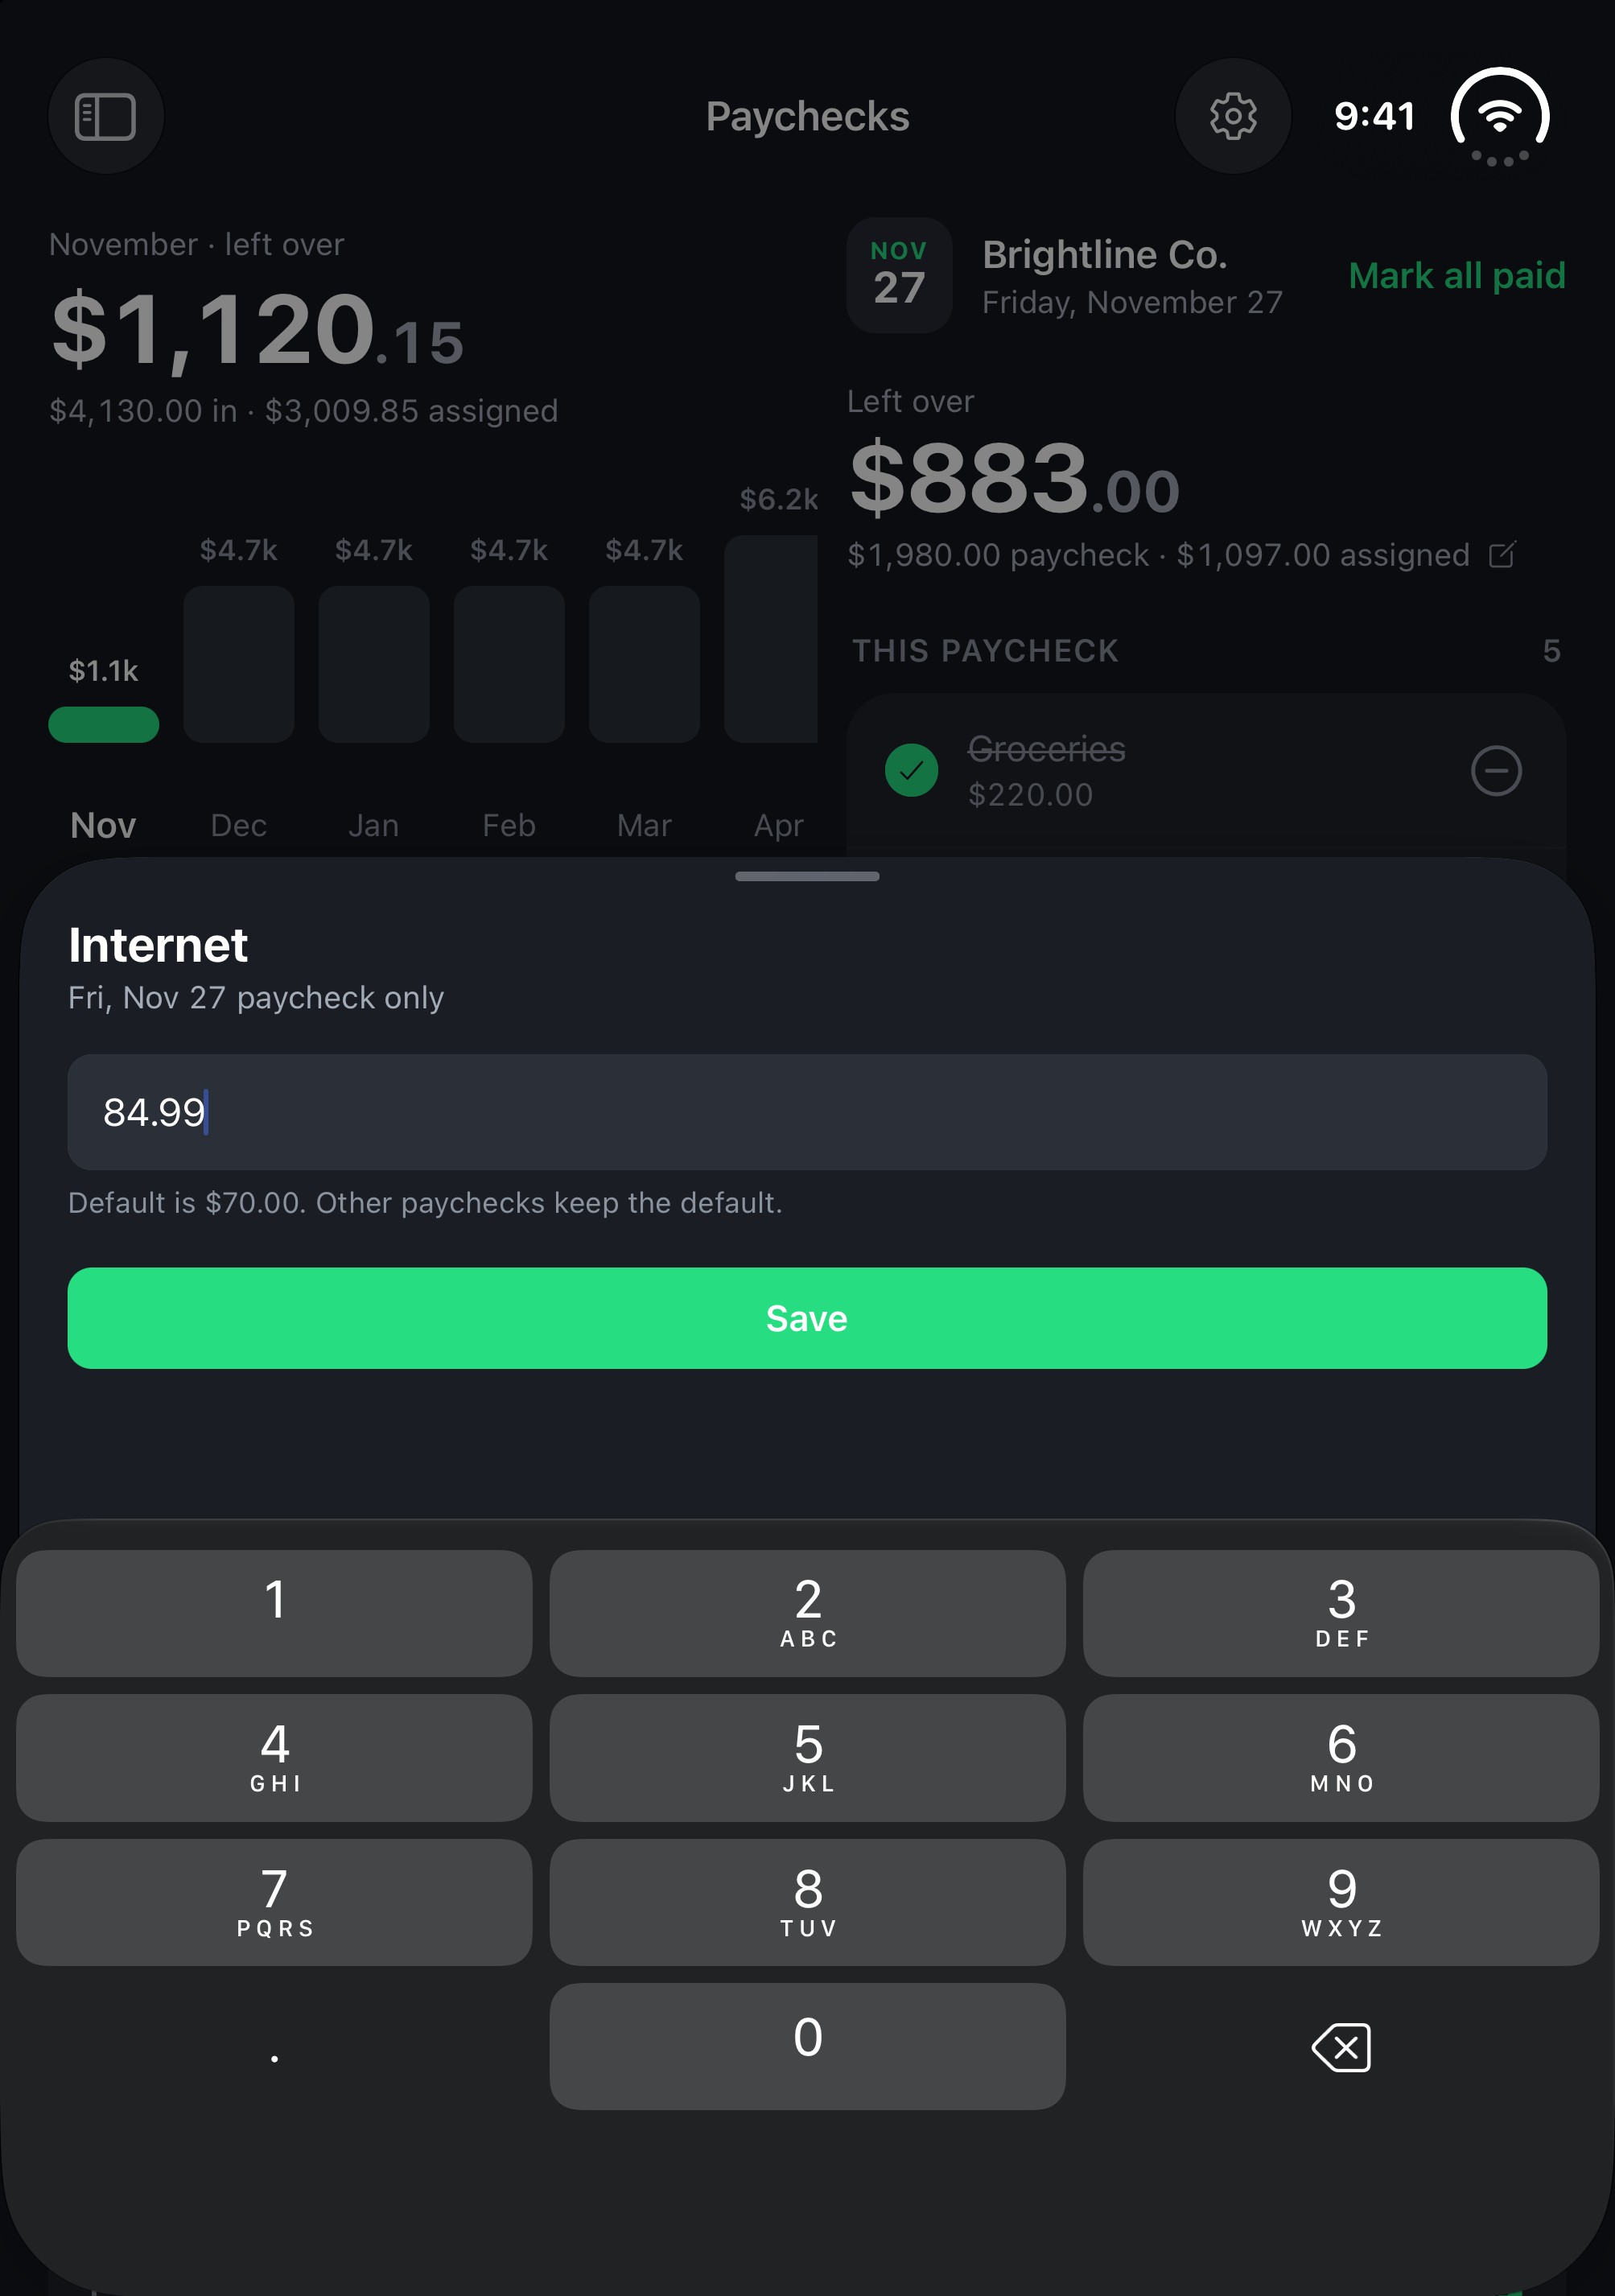 Paychecks
9:41
November · left over
$1,120.15
$4,130.00 in · $3,009.85 assigned
$1.1k
$4.7k
$4.7k
$4.7k
$4.7k
$6.2k
Nov
Dec
Jan
Feb
Mar
Apr
NOV
27
Brightline Co.
Friday, November 27
Mark all paid
Left over
$883.00
$1,980.00 paycheck · $1,097.00 assigned
THIS PAYCHECK
5
Groceries
$220.00
Internet
Fri, Nov 27 paycheck only
84.99
Default is $70.00. Other paychecks keep the default.
Save
1
2
ABC
3
DEF
4
GHI
5
JKL
6
MNO
7
PQRS
8
TUV
9
WXYZ
.
0